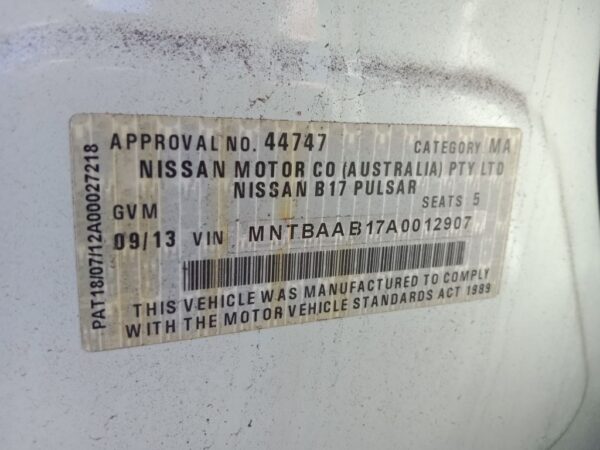 APPROVAL NO. 44747 CATEGORY MA
NISSAN MOTOR CO (AUSTRALIA) PTY LTD
NISSAN B17 PULSAR
GVM SEATS 5
09/13 VIN MNTBAAB17A0012907
THIS VEHICLE WAS MANUFACTURED TO COMPLY
WITH THE MOTOR VEHICLE STANDARDS ACT 1989
PAT18/07/12A00027218